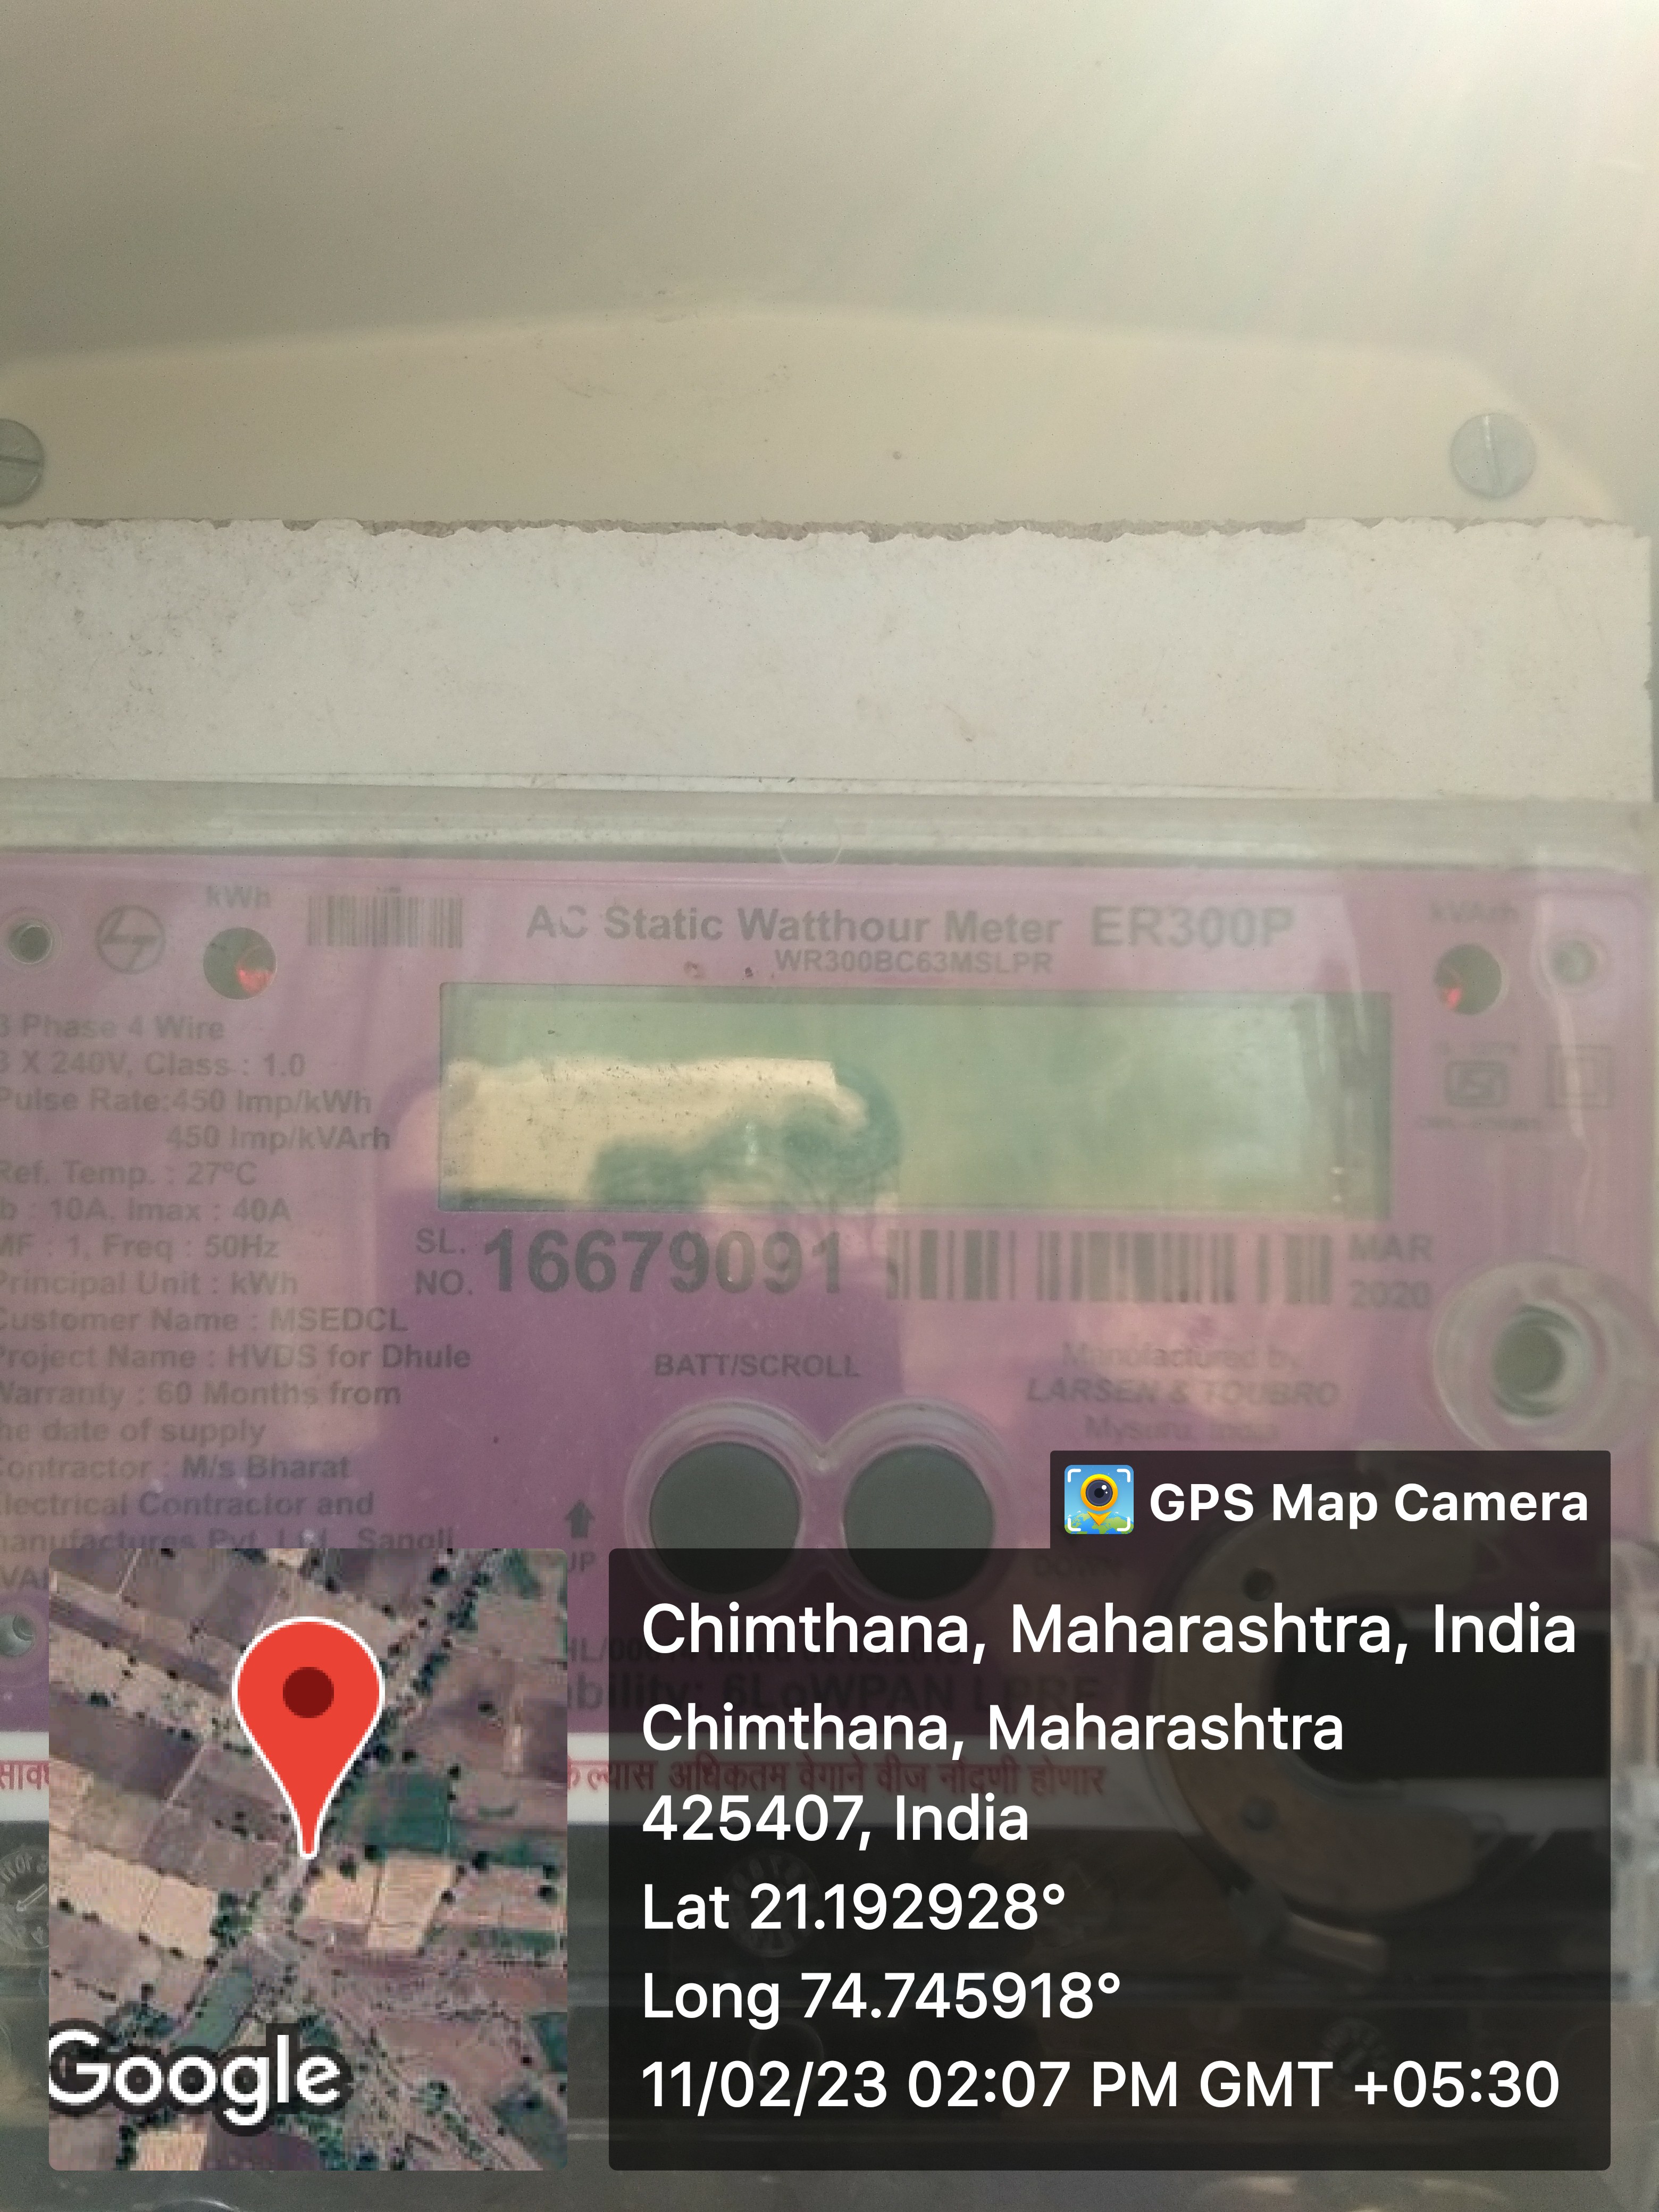 kWh
AC Static Watthour Meter ER300P
kVArh
WR300BC63MSLPR
3 Phase 4 Wire
3 X 240V, Class : 1.0
Pulse Rate:450 Imp/kWh
450 Imp/kVArh
Ref. Temp. : 27°C
Ib : 10A. Imax : 40A
MF : 1, Freq : 50Hz
Principal Unit : kWh
Customer Name : MSEDCL
Project Name : HVDS for Dhule
Warranty : 60 Months from
the date of supply
Contractor : M/s Bharat
Electrical Contractor and
manufactures Pvt. Ltd., Sangli
SL. NO. 16679091
MAR 2020
BATT/SCROLL
Manufactured by
LARSEN & TOUBRO
Mysuru, India
UP
DOWN
6LoWPAN
केल्यास अधिकतम वेगाने वीज नोंदणी होणार
GPS Map Camera
Chimthana, Maharashtra, India
Chimthana, Maharashtra
425407, India
Lat 21.192928°
Long 74.745918°
11/02/23 02:07 PM GMT +05:30
Google